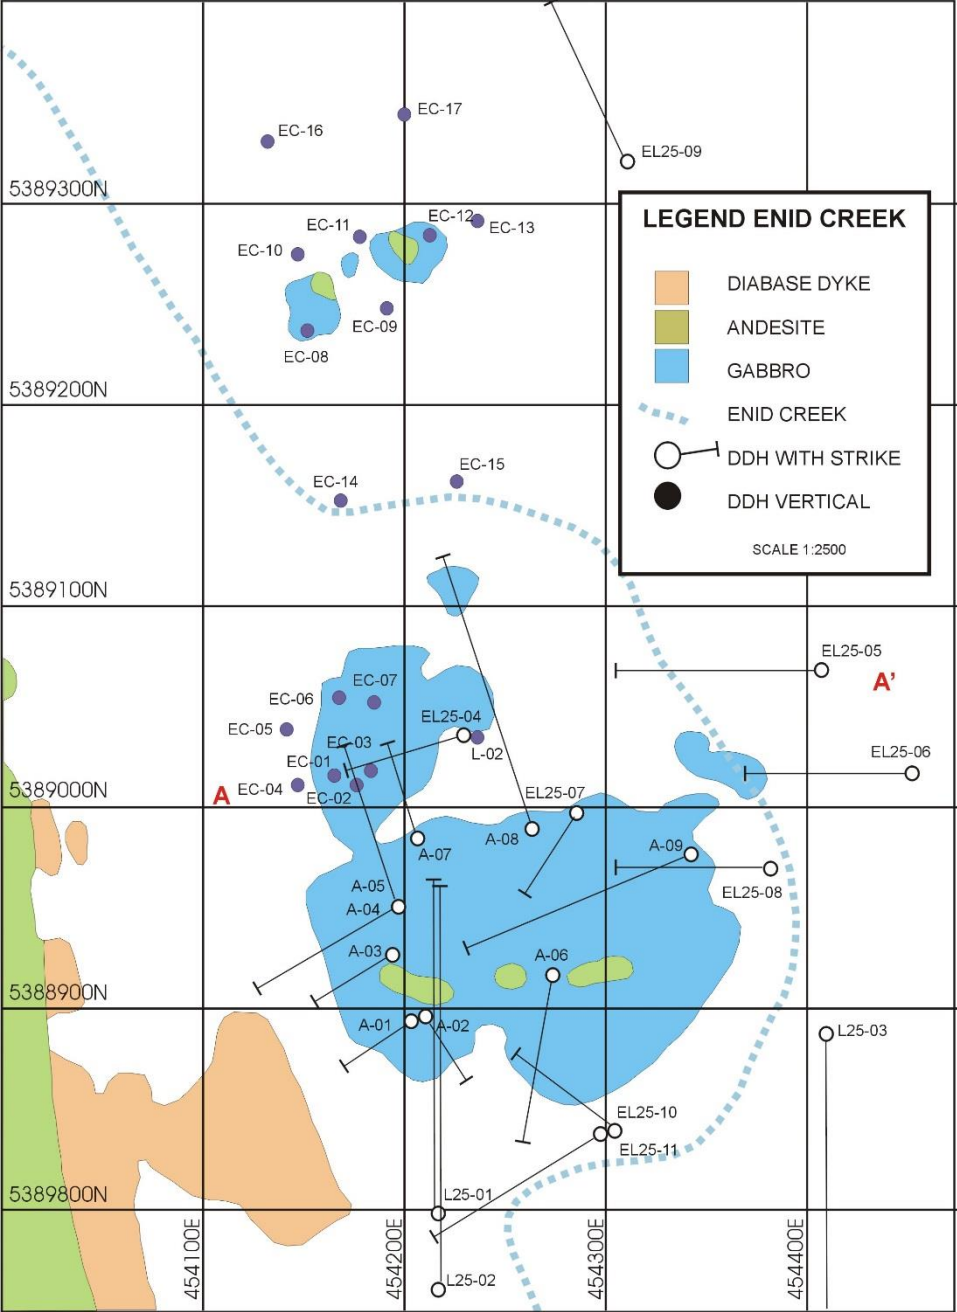 EC-17
EC-16
EL25-09
5389300N
LEGEND ENID CREEK
EC-12
EC-11
EC-13
EC-10
DIABASE DYKE
ANDESITE
EC-09
EC-08
GABBRO
5389200N
ENID CREEK
DDH WITH STRIKE
EC-15
EC-14
DDH VERTICAL
SCALE 1:2500
5389100N
EL25-05
EC-07
A'
EC-06
EL25-04
EC-05
EC-03
L-02
EL25-06
EC-01
EC-04
A
EC-02
EL25-07
5389000N
A-08
A-09
A-07
A-05
EL25-08
A-04
A-03
A-06
5388900N
A-01
A-02
L25-03
EL25-10
EL25-11
5389800N
L25-01
454100E
454200E
454300E
454400E
L25-02